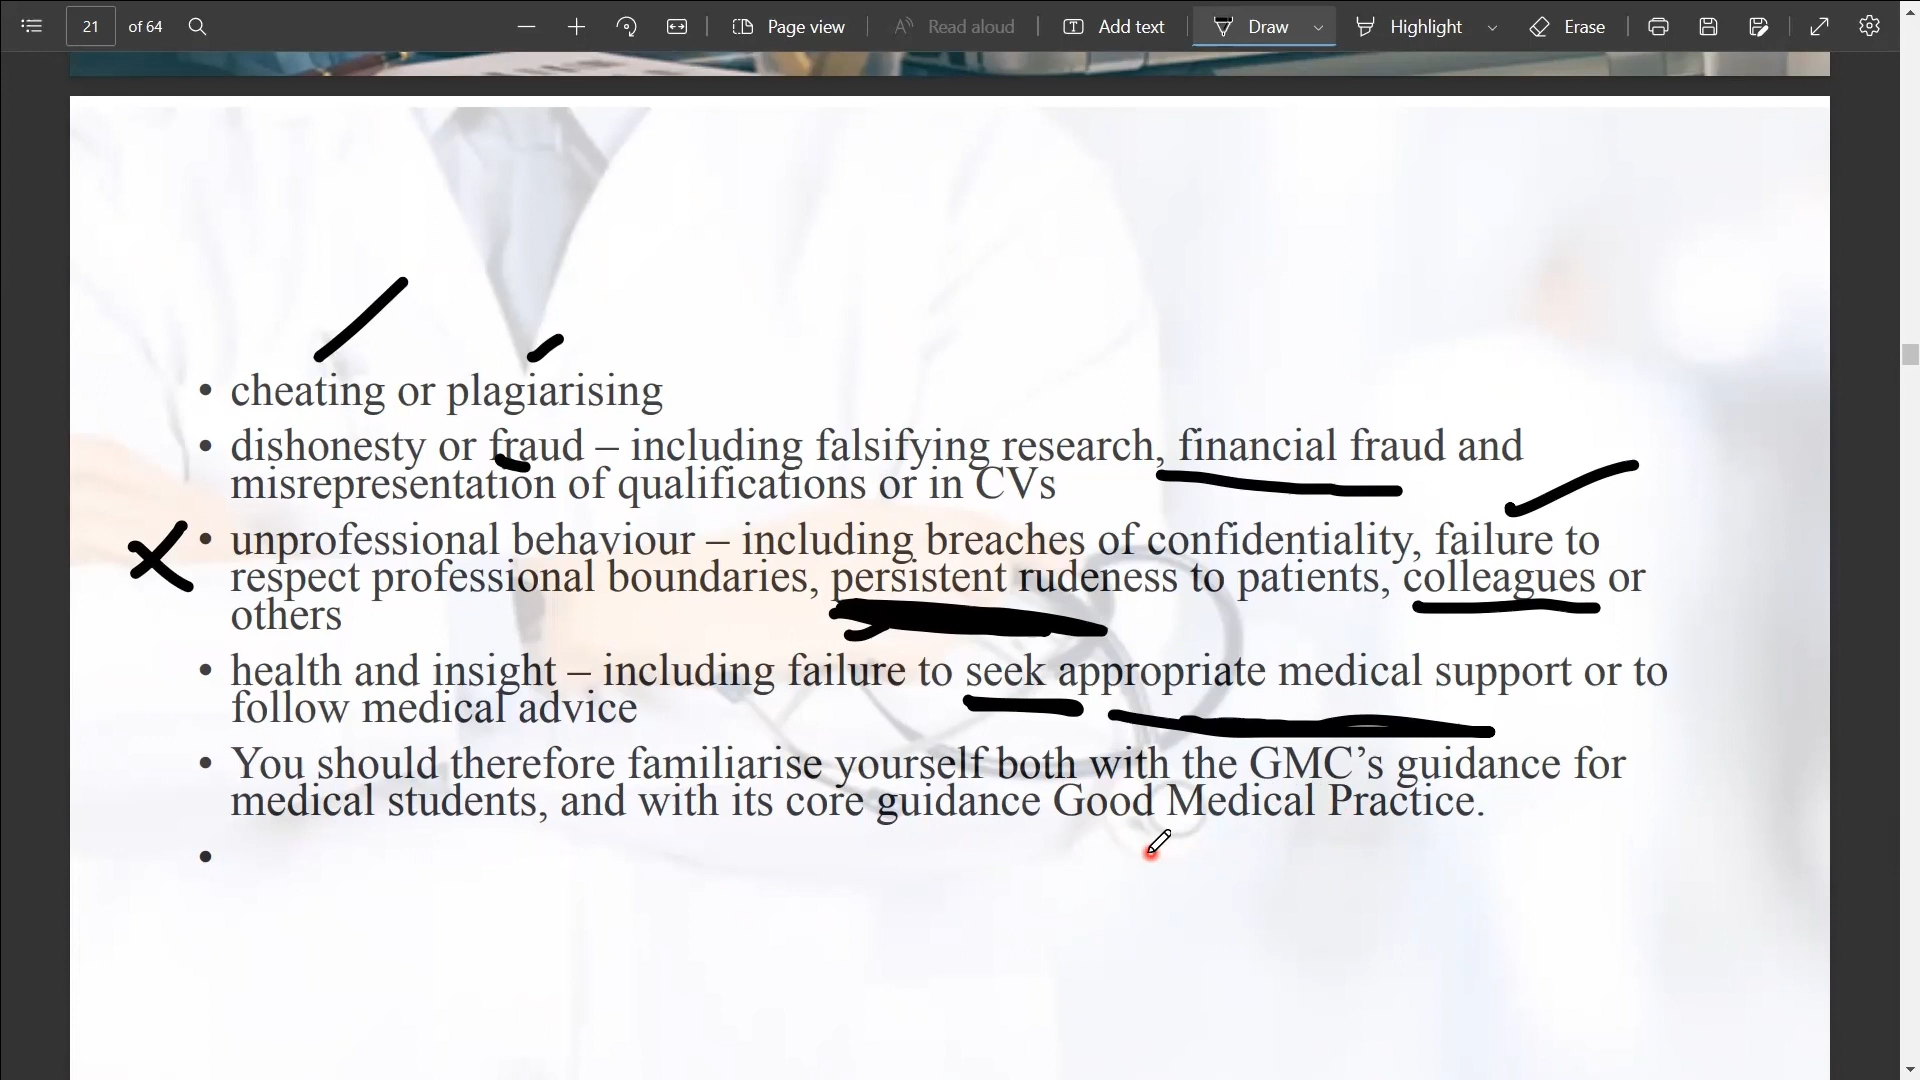 21 of 64 Page view Read aloud Add text Draw Highlight Erase
• cheating or plagiarising
• dishonesty or fraud – including falsifying research, financial fraud and
misrepresentation of qualifications or in CVs
• unprofessional behaviour – including breaches of confidentiality, failure to
respect professional boundaries, persistent rudeness to patients, colleagues or
others
• health and insight – including failure to seek appropriate medical support or to
follow medical advice
• You should therefore familiarise yourself both with the GMC’s guidance for
medical students, and with its core guidance Good Medical Practice.
•